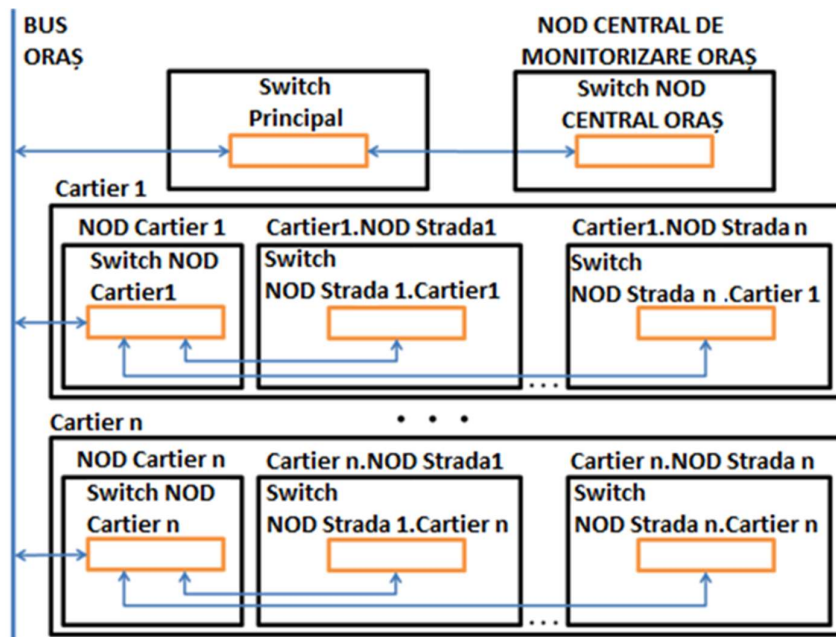 BUS
ORAȘ
NOD CENTRAL DE
MONITORIZARE ORAȘ
Switch
Principal
Switch NOD
CENTRAL ORAȘ
Cartier 1
NOD Cartier 1
Cartier1.NOD Strada1
Cartier1.NOD Strada n
Switch NOD
Cartier1
Switch
NOD Strada 1.Cartier1
Switch
NOD Strada n .Cartier 1
...
. . .
Cartier n
NOD Cartier n
Cartier n.NOD Strada1
Cartier n.NOD Strada n
Switch NOD
Cartier n
Switch
NOD Strada 1.Cartier n
Switch
NOD Strada n.Cartier n
...